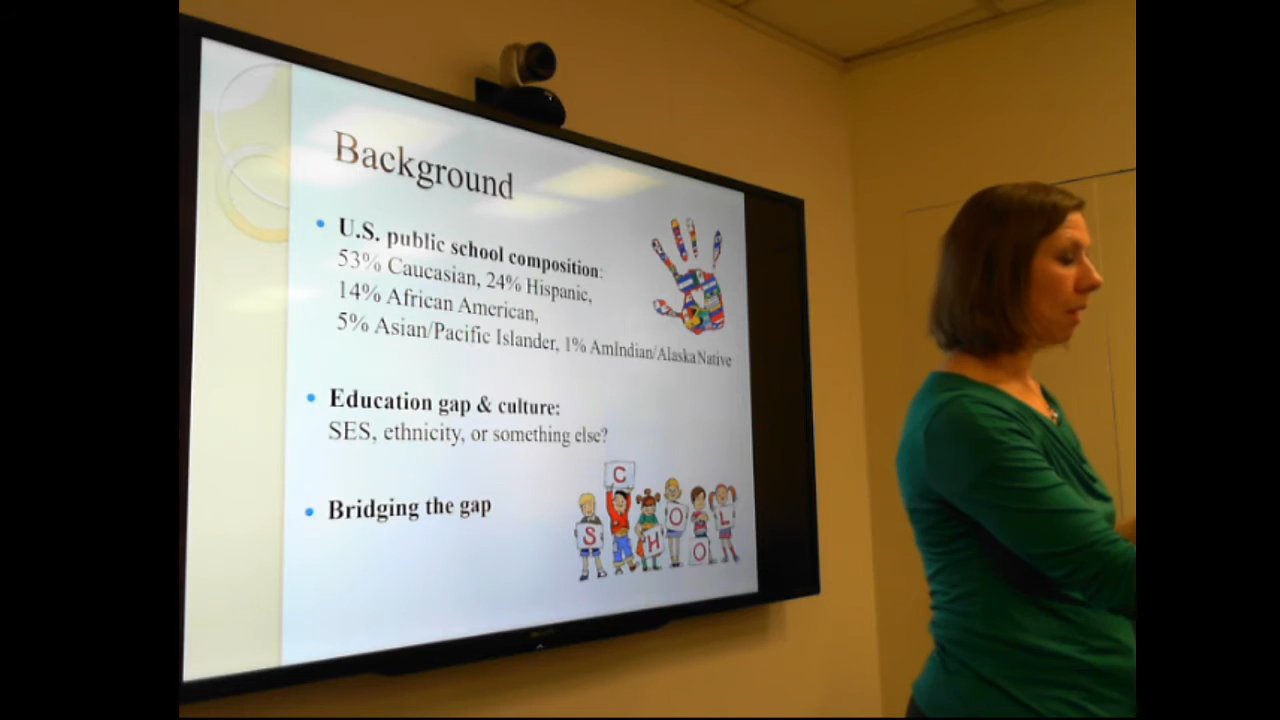 Background
U.S. public school composition:
53% Caucasian, 24% Hispanic,
14% African American,
5% Asian/Pacific Islander, 1% AmIndian/Alaska Native
Education gap & culture:
SES, ethnicity, or something else?
Bridging the gap
S C H O O L